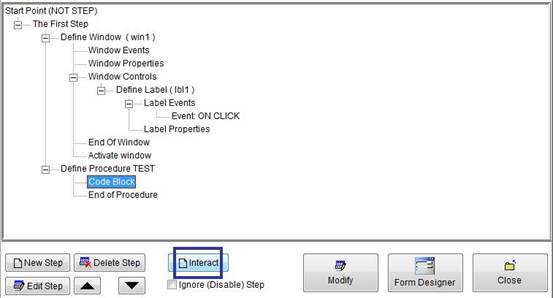 Start Point (NOT STEP)
The First Step
Define Window ( win1 )
Window Events
Window Properties
Window Controls
Define Label ( lbl1 )
Label Events
Event: ON CLICK
Label Properties
End Of Window
Activate window
Define Procedure TEST
Code Block
End of Procedure
New Step Delete Step Interact
Edit Step Ignore (Disable) Step
Modify Form Designer Close